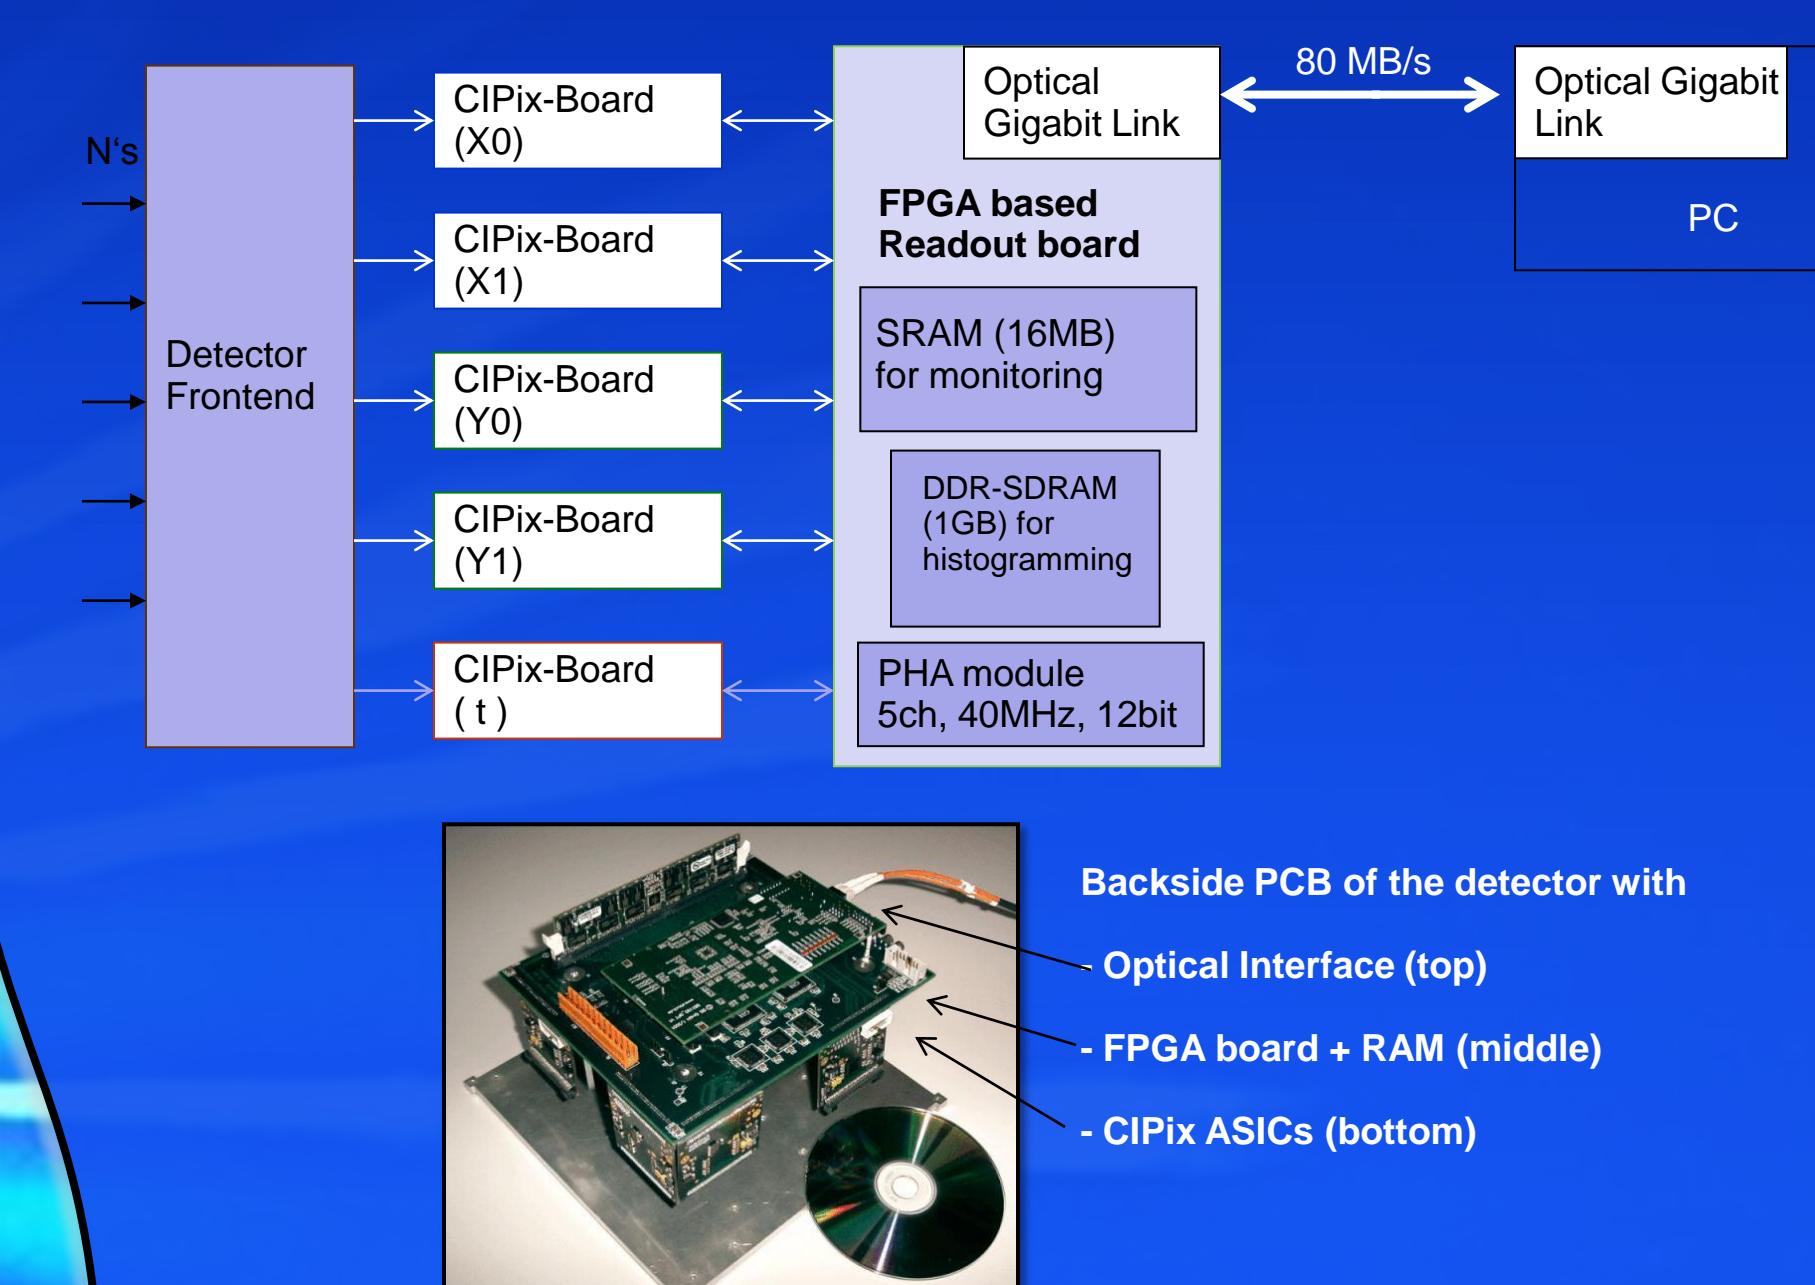 N‘s
Detector
Frontend
CIPix-Board
(X0)
CIPix-Board
(X1)
CIPix-Board
(Y0)
CIPix-Board
(Y1)
CIPix-Board
( t )
Optical
Gigabit Link
FPGA based
Readout board
SRAM (16MB)
for monitoring
DDR-SDRAM
(1GB) for
histogramming
PHA module
5ch, 40MHz, 12bit
80 MB/s
Optical Gigabit
Link
PC
Backside PCB of the detector with
- Optical Interface (top)
- FPGA board + RAM (middle)
- CIPix ASICs (bottom)